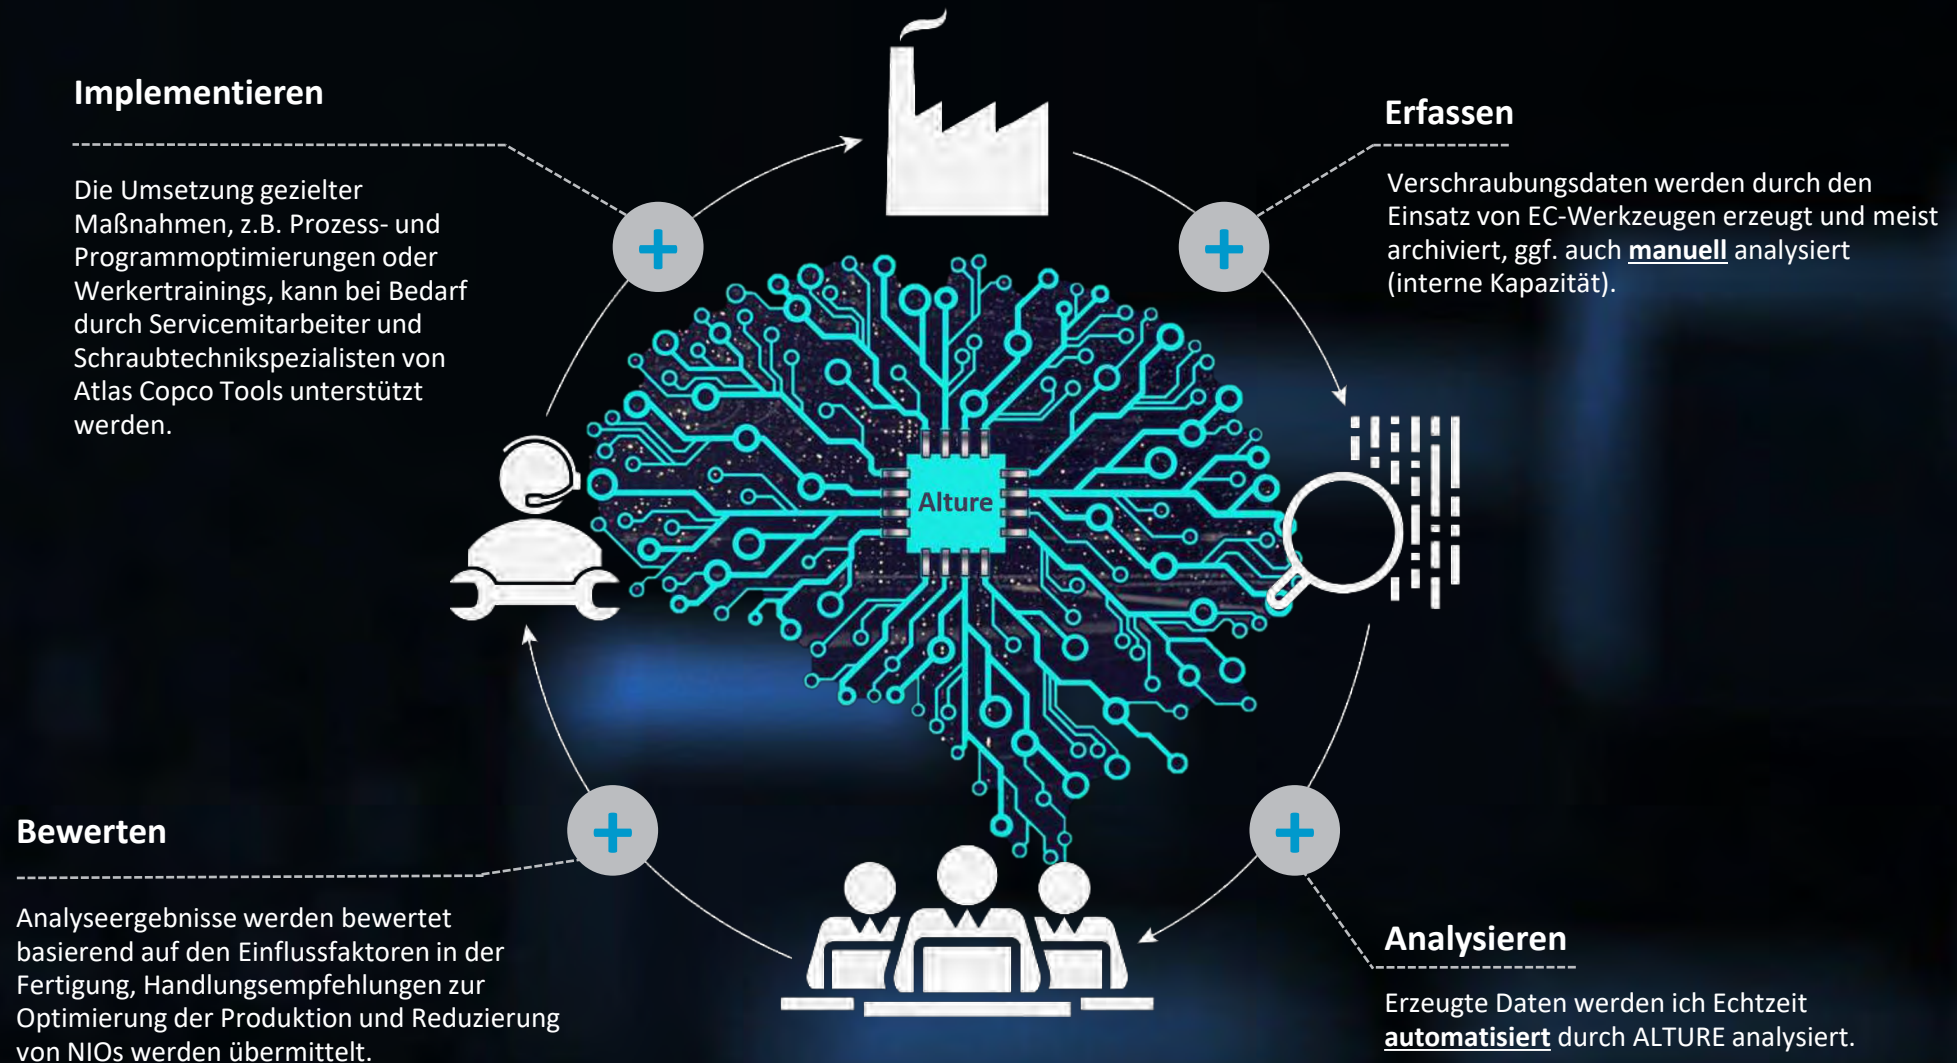 Implementieren
Die Umsetzung gezielter
Maßnahmen, z.B. Prozess- und
Programmoptimierungen oder
Werkertrainings, kann bei Bedarf
durch Servicemitarbeiter und
Schraubtechnikspezialisten von
Atlas Copco Tools unterstützt
werden.
Erfassen
Verschraubungsdaten werden durch den
Einsatz von EC-Werkzeugen erzeugt und meist
archiviert, ggf. auch manuell analysiert
(interne Kapazität).
Alture
Bewerten
Analyseergebnisse werden bewertet
basierend auf den Einflussfaktoren in der
Fertigung, Handlungsempfehlungen zur
Optimierung der Produktion und Reduzierung
von NIOs werden übermittelt.
Analysieren
Erzeugte Daten werden ich Echtzeit
automatisiert durch ALTURE analysiert.